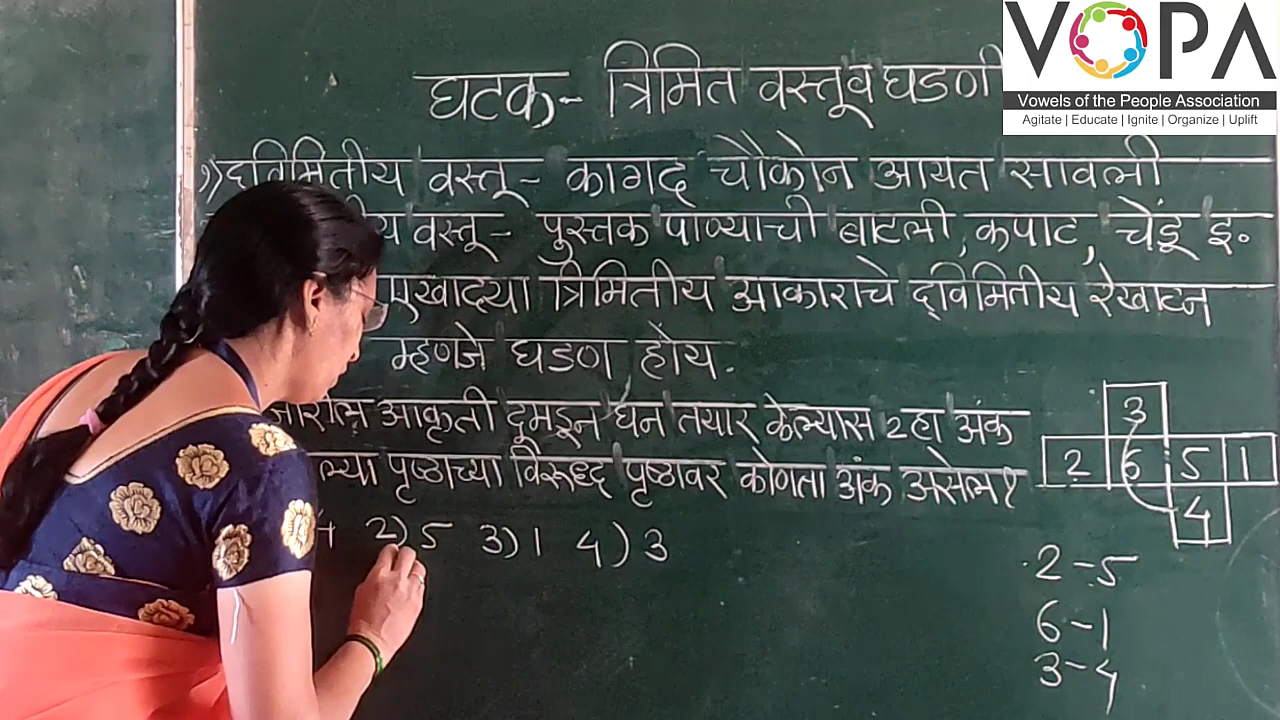 VOPA
Vowels of the People Association
Agitate | Educate | Ignite | Organize | Uplift
घटक- त्रिमित वस्तू व घडणी
१) द्विमितीय वस्तू - कागद चौकोन आयत सावली
य वस्तू - पुस्तक पाण्याची बाटली, कपाट, चेंडू इ.
एखाद्या त्रिमितीय आकाराचे द्विमितीय रेखाटन
म्हणजे घडण होय.
आकृती दूमडून घन तयार केल्यास 2 हा अंक
ल्या पृष्ठाच्या विरुध्द पृष्ठावर कोणता अंक असेल?
2) 5 3) 1 4) 3
3
2 6 5 1
4
2 - 5
6 - 1
3 - 4